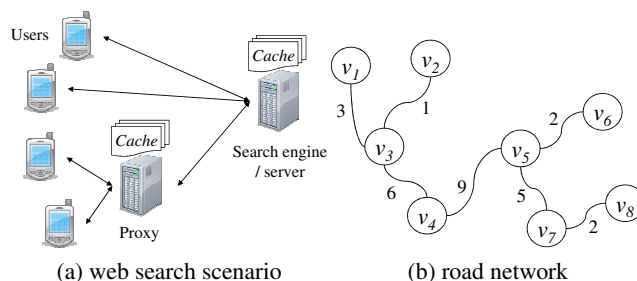 Users
Cache
Cache
Search engine
/ server
Proxy
(a) web search scenario
v1
v2
3
1
v3
6
9
v4
v5
2
v6
5
v7
2
v8
(b) road network